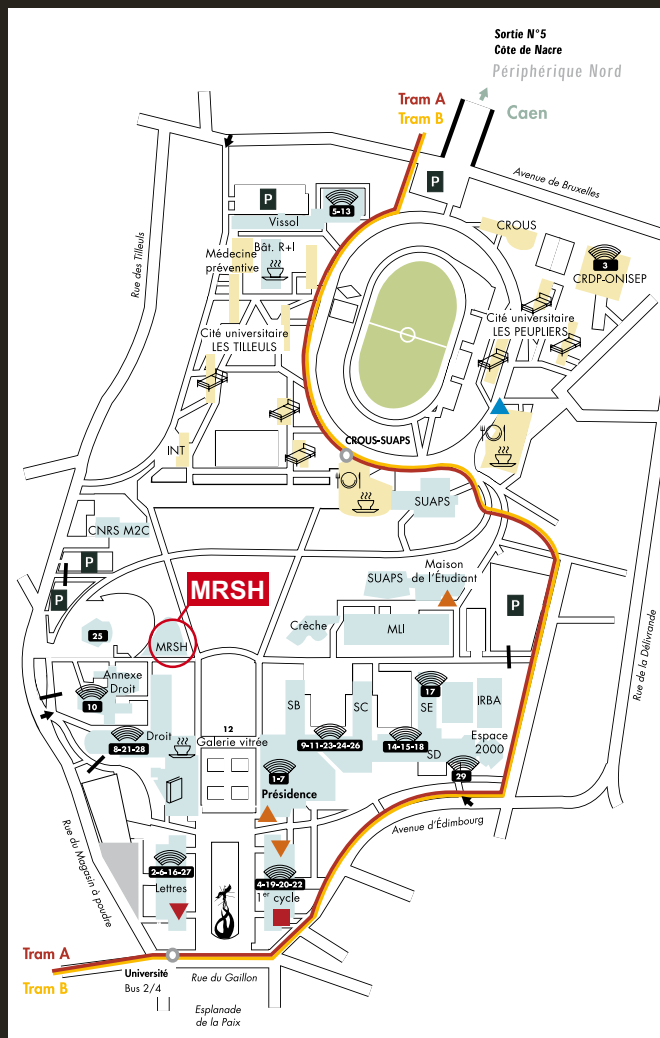 Sortie N°5
Côte de Nacre
Périphérique Nord
Tram A
Tram B
Caen
Avenue de Bruxelles
P
P
5-13
Vissol
CROUS
Rue des Tilleuls
Bât. R+I
Médecine
préventive
3
CRDP-ONISEP
Cité universitaire
LES PEUPLIERS
Cité universitaire
LES TILLEULS
CROUS-SUAPS
INT
SUAPS
CNRS M2C
P
P
Maison
de l'Étudiant
SUAPS
MRSH
P
Crèche
MLI
25
MRSH
Rue de la Délivrande
Annexe
Droit
10
17
SB
SC
SE
IRBA
12
Galerie vitrée
Droit
8-21-28
9-11-23-24-26
14-15-18
Espace
2000
SD
29
1-7
Présidence
Avenue d'Édimbourg
Rue du Magasin à poudre
2-6-16-27
Lettres
4-19-20-22
1er cycle
Tram A
Tram B
Université
Bus 2/4
Rue du Gaillon
Esplanade
de la Paix